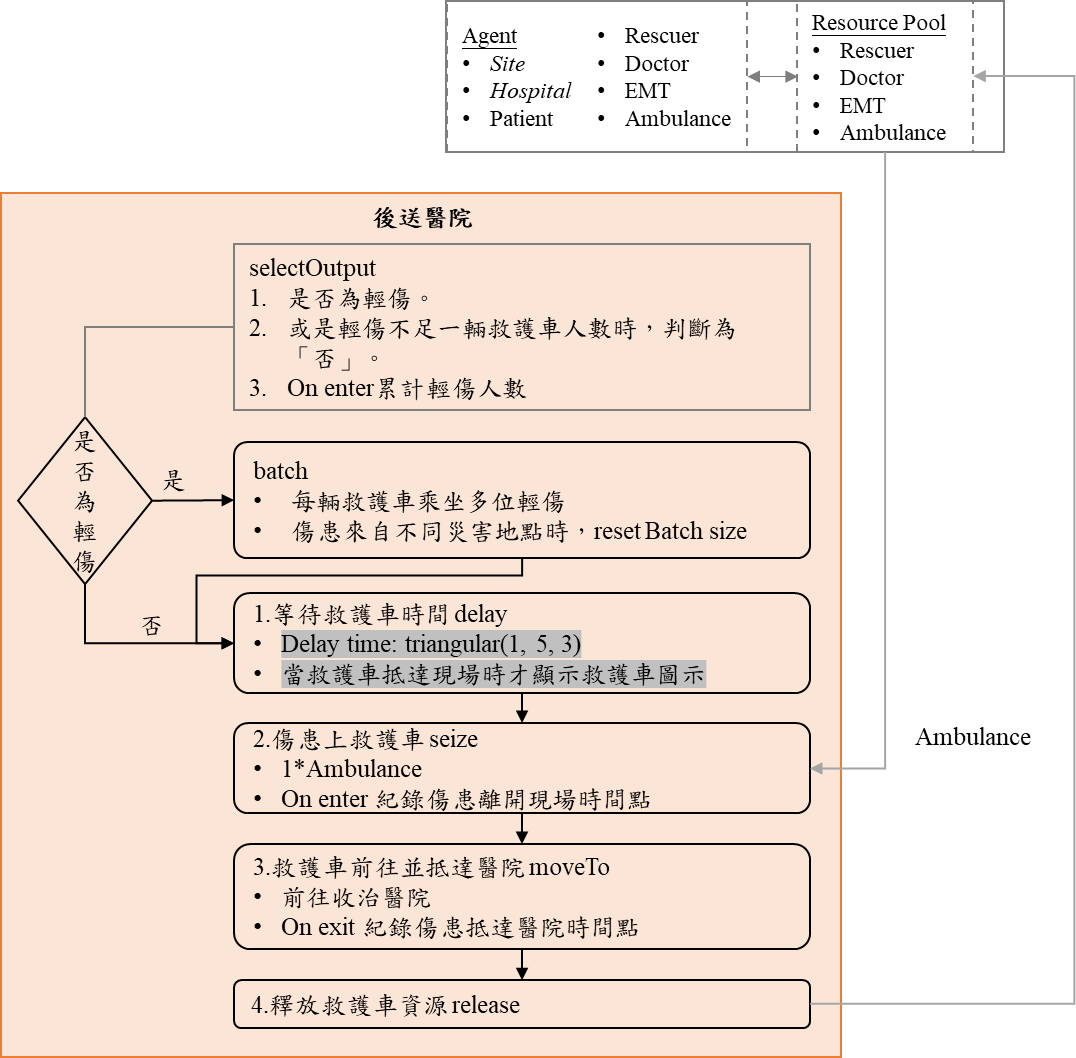 Agent
• Site
• Hospital
• Patient
• Rescuer
• Doctor
• EMT
• Ambulance
Resource Pool
• Rescuer
• Doctor
• EMT
• Ambulance
後送醫院
selectOutput
1. 是否為輕傷。
2. 或是輕傷不足一輛救護車人數時，判斷為
「否」。
3. On enter累計輕傷人數
是否為輕傷
是
batch
• 每輛救護車乘坐多位輕傷
• 傷患來自不同災害地點時，reset Batch size
否
1.等待救護車時間 delay
• Delay time: triangular(1, 5, 3)
• 當救護車抵達現場時才顯示救護車圖示
2.傷患上救護車 seize
• 1*Ambulance
• On enter 紀錄傷患離開現場時間點
Ambulance
3.救護車前往並抵達醫院 moveTo
• 前往收治醫院
• On exit 紀錄傷患抵達醫院時間點
4.釋放救護車資源 release